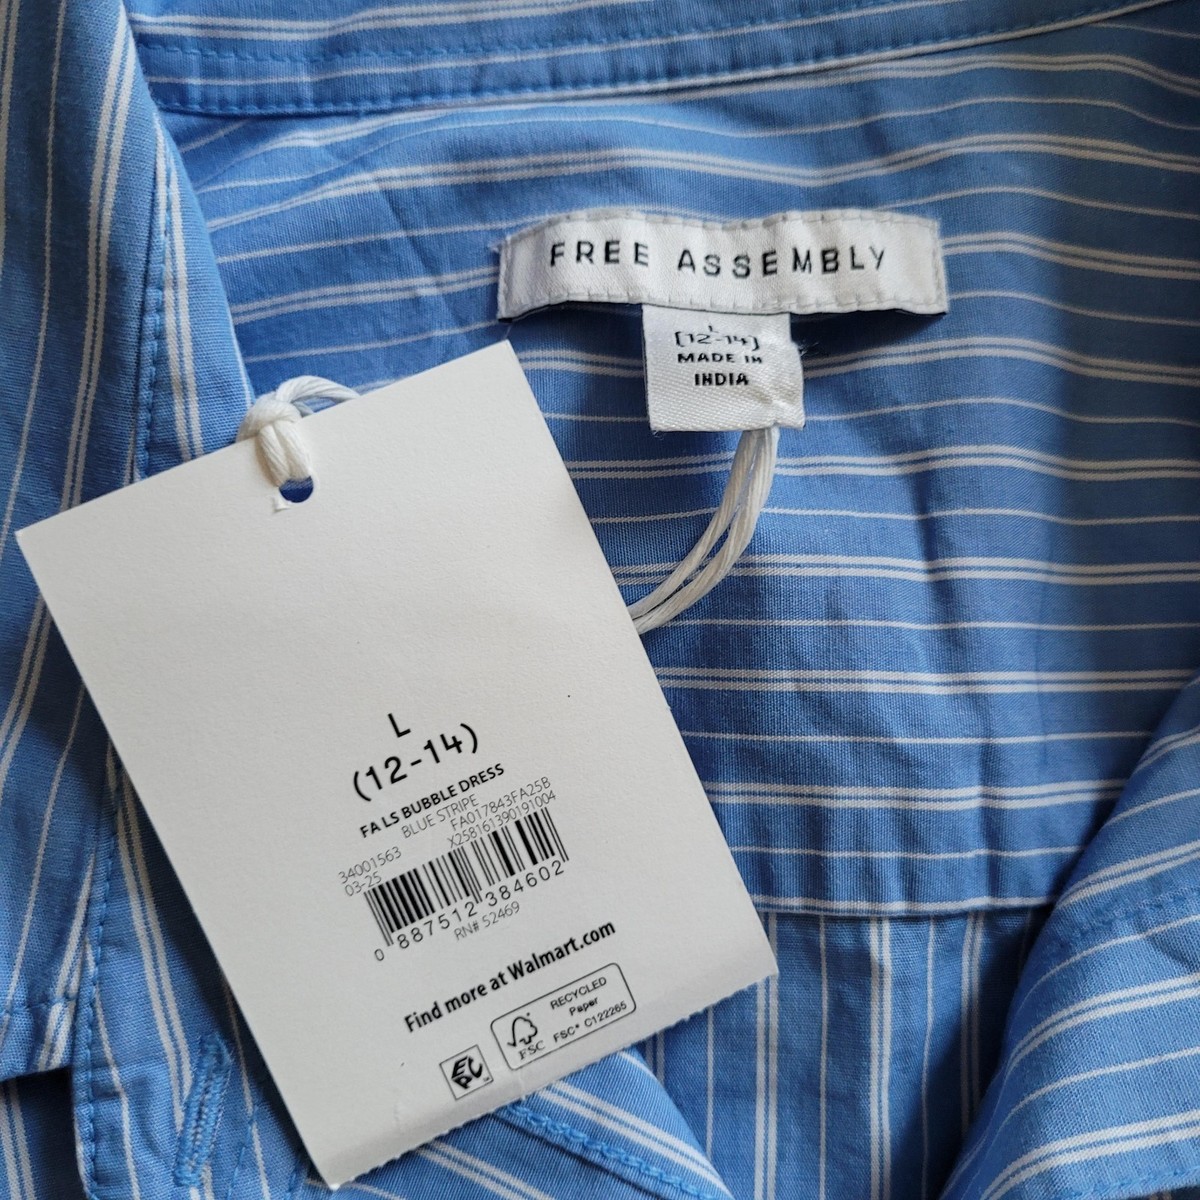 FREE ASSEMBLY
L
[12-14]
MADE IN
INDIA
L
(12-14)
FA LS BUBBLE DRESS
BLUE STRIPE
FA017843FA25B
X258161390191004
34001563
03-25
0 887512 384602
RN# 52469
Find more at Walmart.com
EPC
FSC
RECYCLED
Paper
FSC® C122265